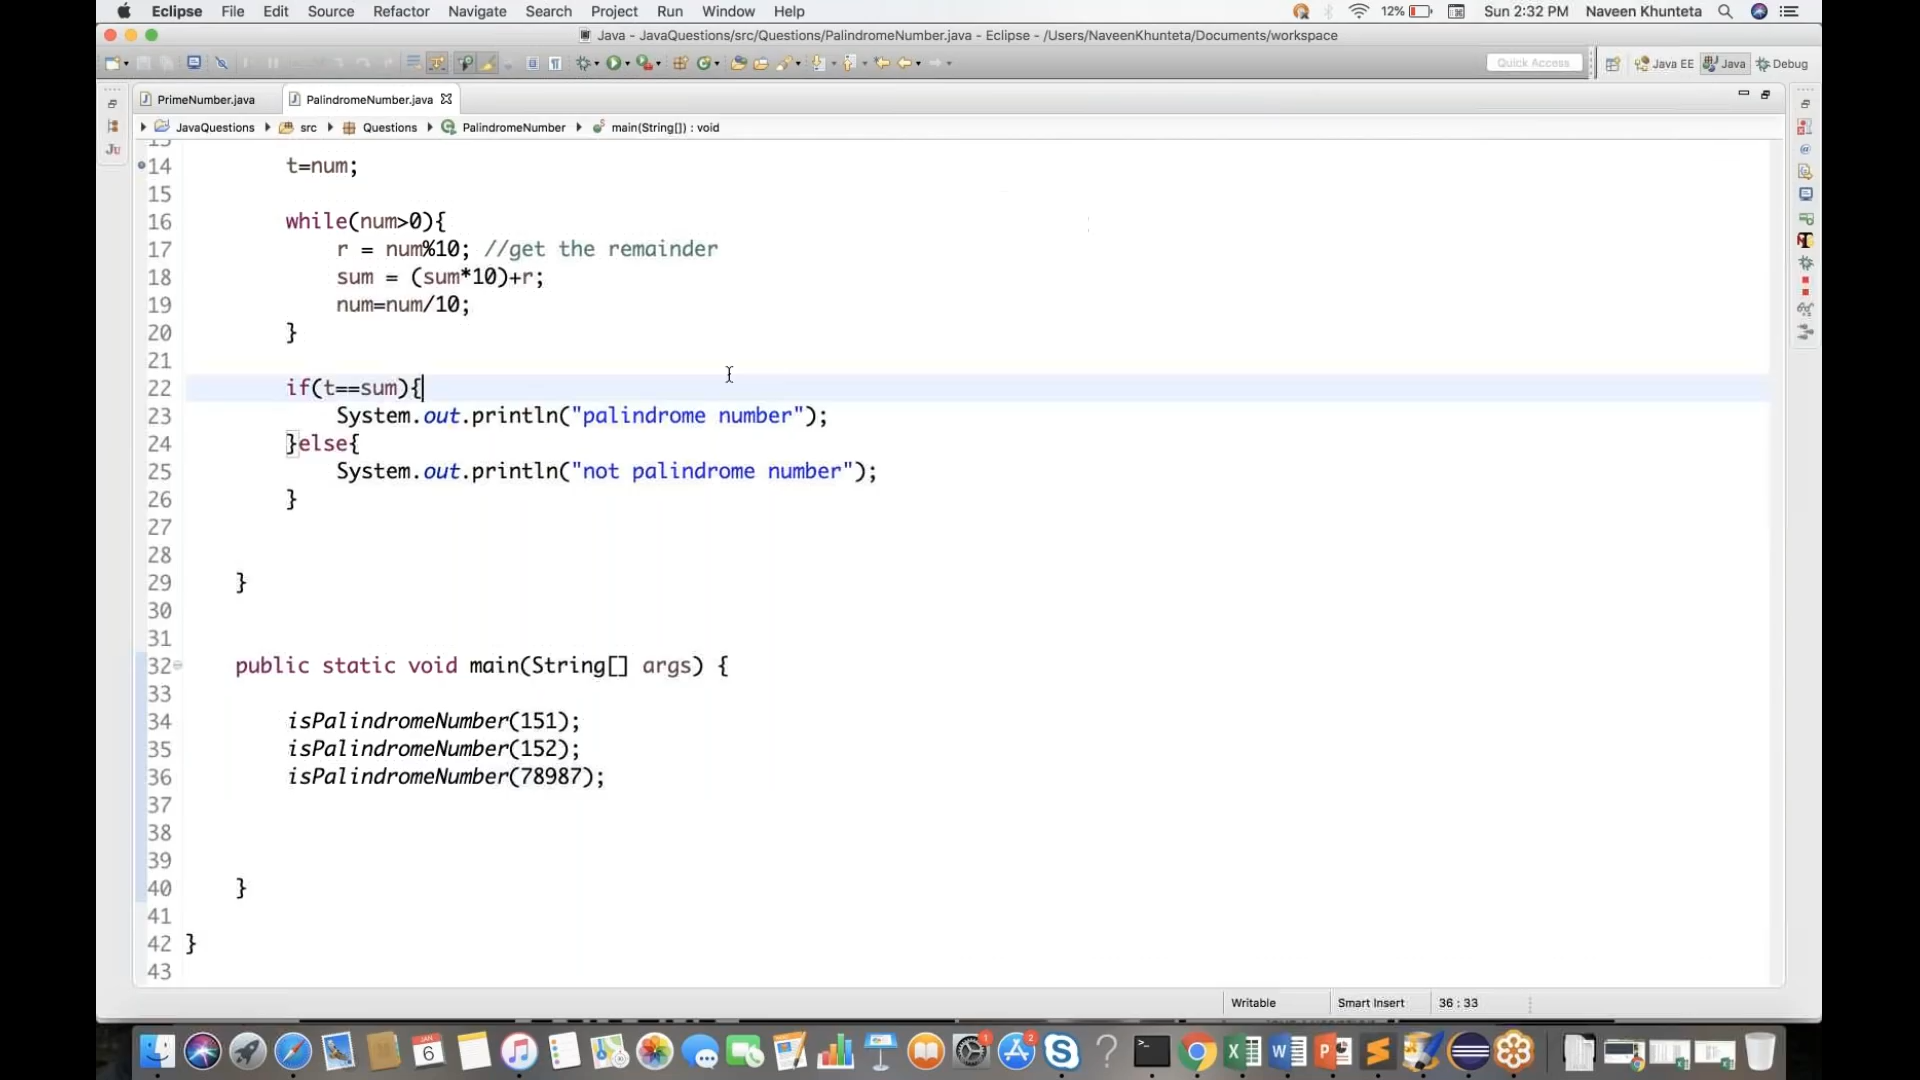 Eclipse File Edit Source Refactor Navigate Search Project Run Window Help 12% Sun 2:32 PM Naveen Khunteta
Java - JavaQuestions/src/Questions/PalindromeNumber.java - Eclipse - /Users/NaveenKhunteta/Documents/workspace
Quick Access Java EE Java Debug
PrimeNumber.java PalindromeNumber.java
JavaQuestions src Questions PalindromeNumber main(String[]) : void
14 t=num;
15
16 while(num>0){
17 r = num%10; //get the remainder
18 sum = (sum*10)+r;
19 num=num/10;
20 }
21
22 if(t==sum){
23 System.out.println("palindrome number");
24 }else{
25 System.out.println("not palindrome number");
26 }
27
28
29 }
30
31
32 public static void main(String[] args) {
33
34 isPalindromeNumber(151);
35 isPalindromeNumber(152);
36 isPalindromeNumber(78987);
37
38
39
40 }
41
42 }
43
Writable Smart Insert 36 : 33